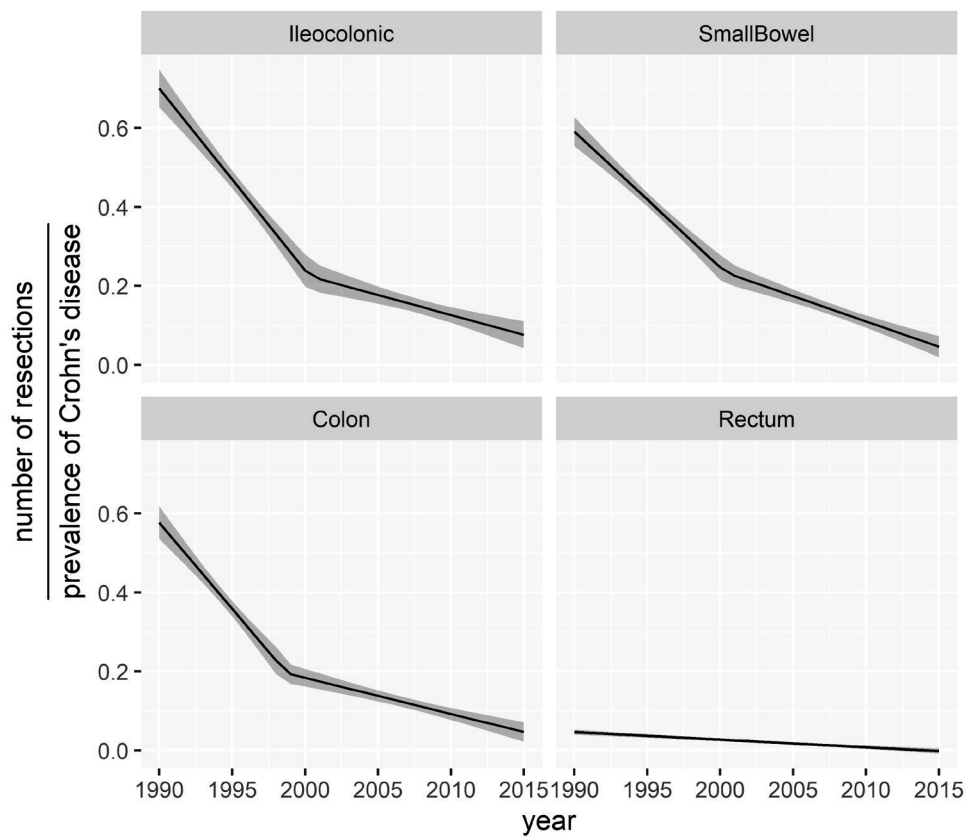 Ileocolonic
SmallBowel
0.6
0.4
0.2
0.0
Colon
Rectum
0.6
0.4
0.2
0.0
number of resections
prevalence of Crohn's disease
1990 1995 2000 2005 2010 2015
1990 1995 2000 2005 2010 2015
year